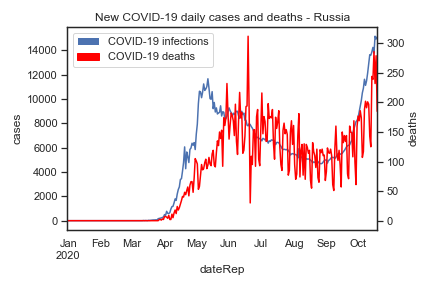 New COVID-19 daily cases and deaths - Russia
COVID-19 infections
COVID-19 deaths
cases
14000
12000
10000
8000
6000
4000
2000
0
deaths
300
250
200
150
100
50
0
Jan Feb Mar Apr May Jun Jul Aug Sep Oct
2020
dateRep